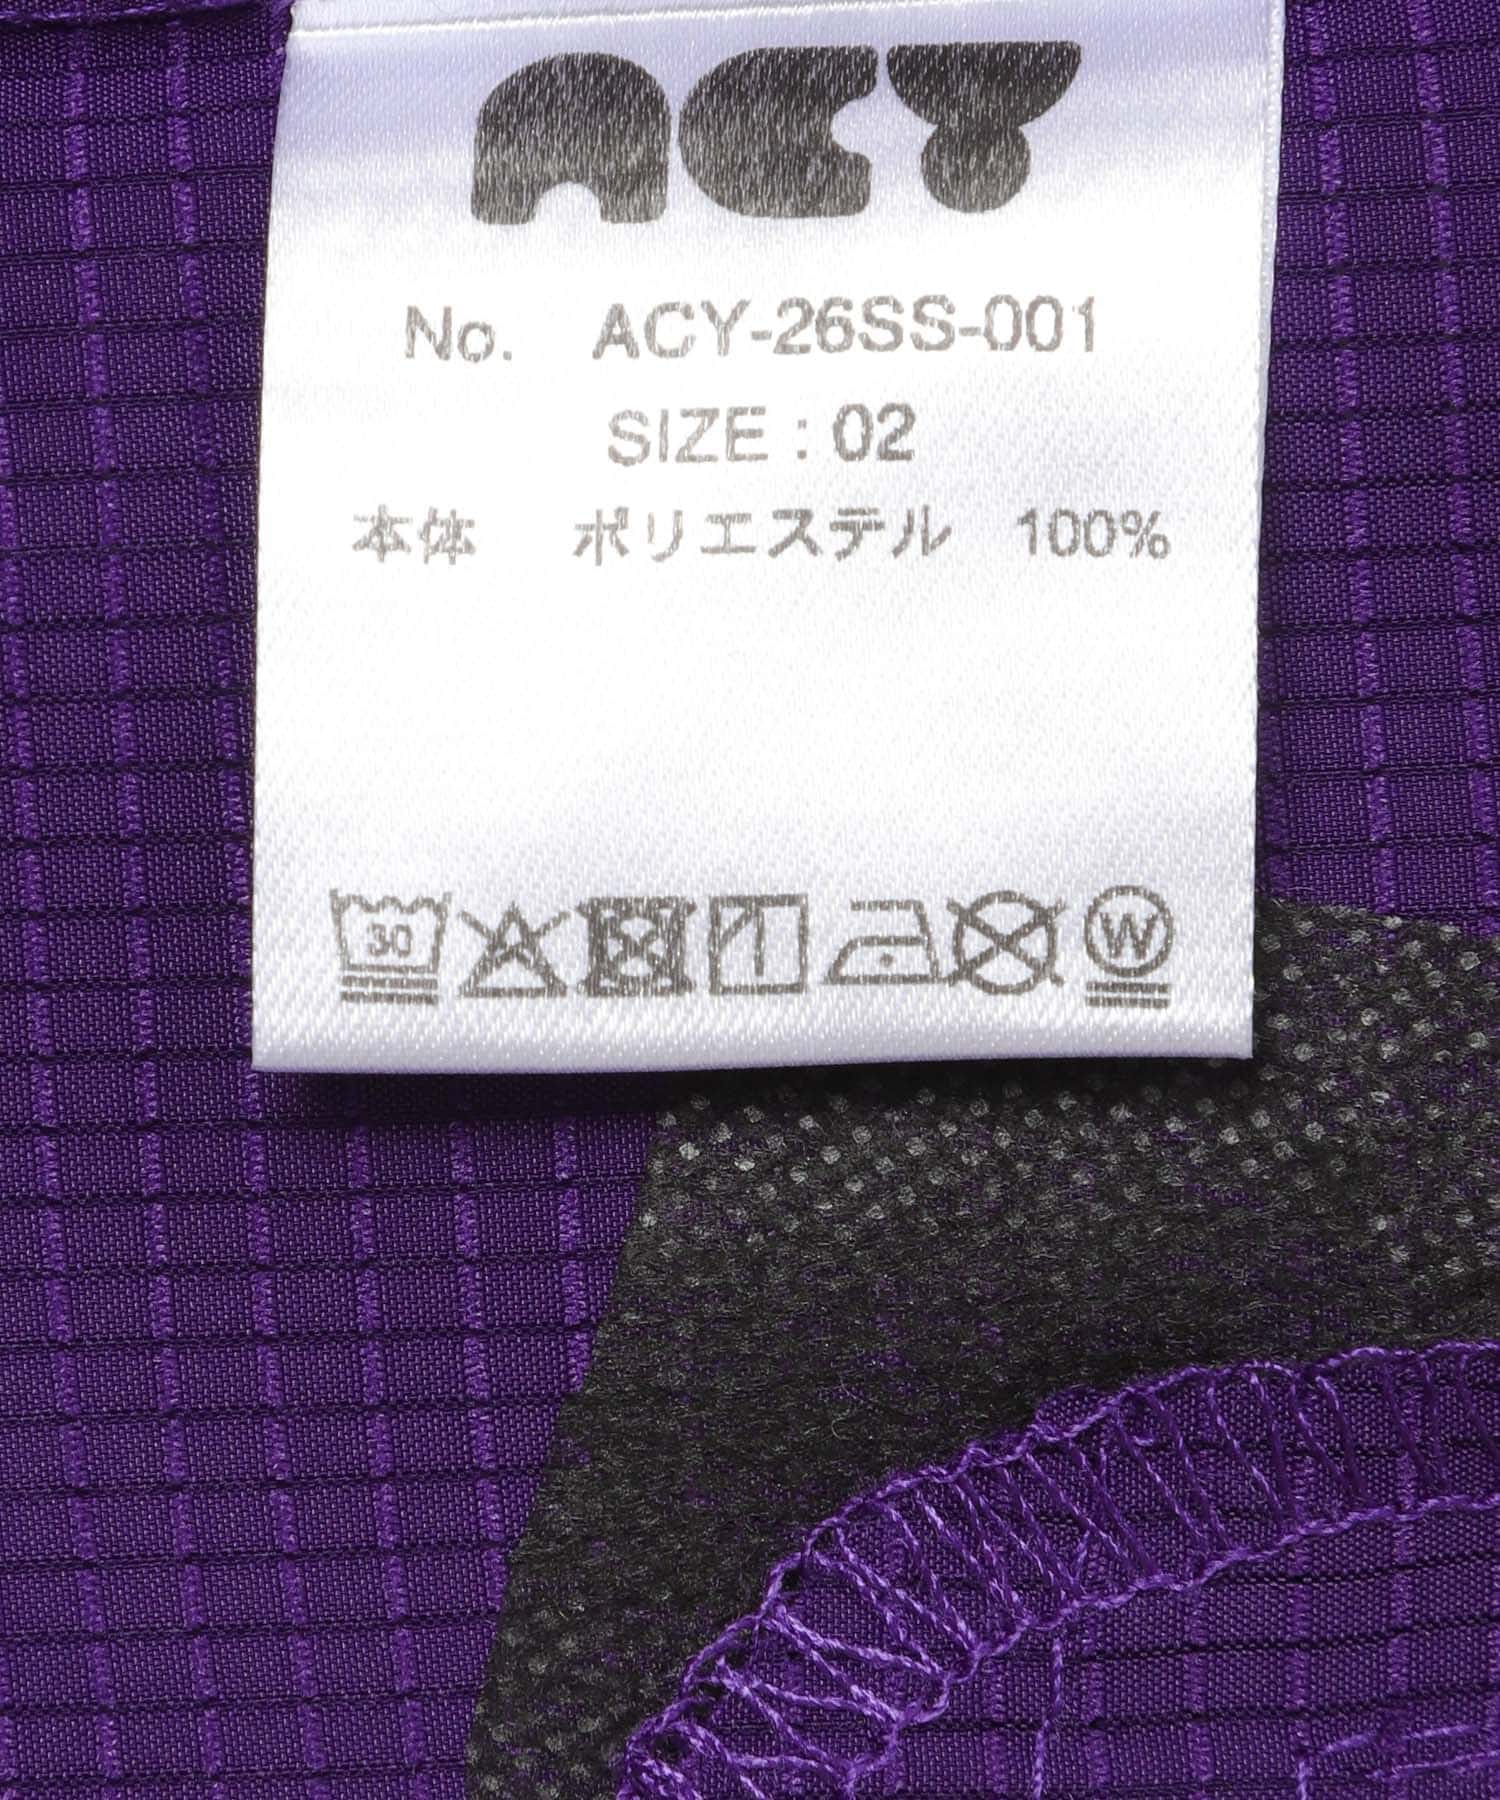 ACY
No. ACY-26SS-001
SIZE : 02
本体 ポリエステル 100%
30 W